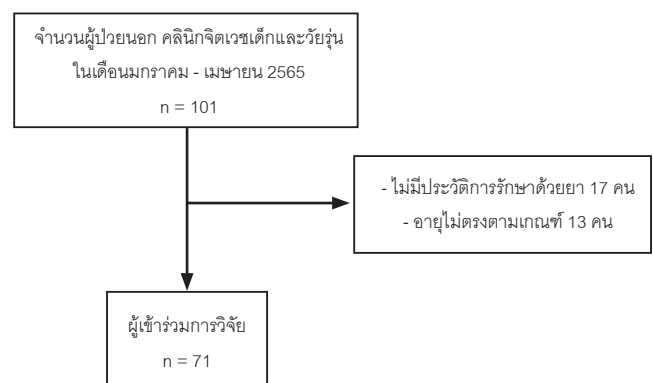 จำนวนผู้ป่วยนอก คลินิกจิตเวชเด็กและวัยรุ่น
ในเดือนมกราคม - เมษายน 2565
n = 101
- ไม่มีประวัติการรักษาด้วยยา 17 คน
- อายุไม่ตรงตามเกณฑ์ 13 คน
ผู้เข้าร่วมการวิจัย
n = 71